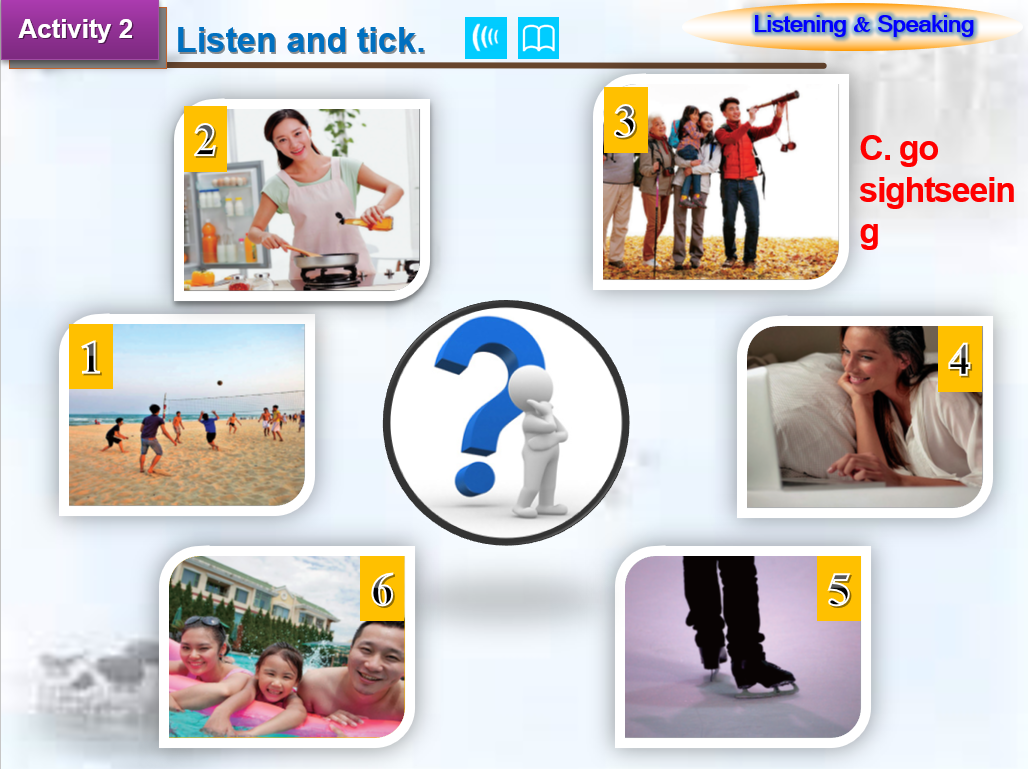 Activity 2
Listen and tick.
Listening & Speaking
2
3
C. go
sightseein
g
1
4
6
5